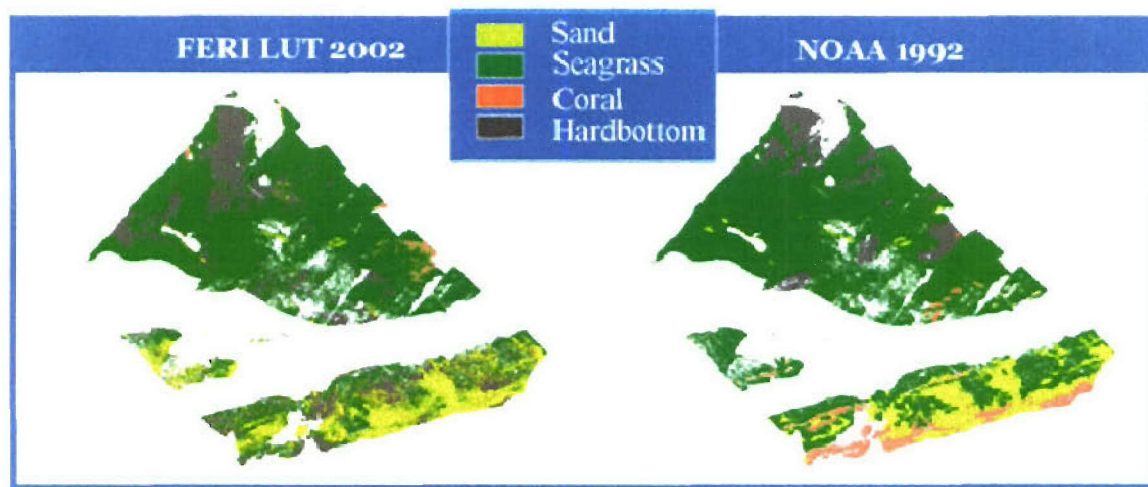 FERI LUT 2002
Sand
Seagrass
Coral
Hardbottom
NOAA 1992